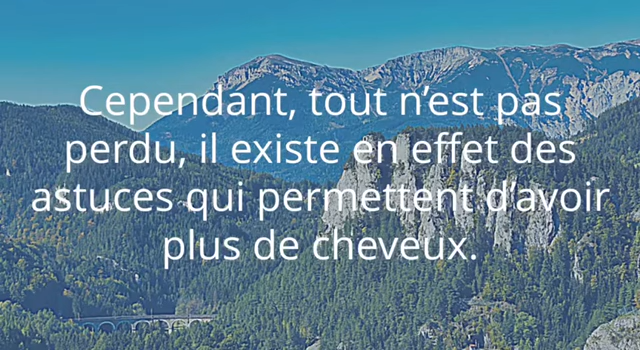 Cependant, tout n’est pas
perdu, il existe en effet des
astuces qui permettent d’avoir
plus de cheveux.